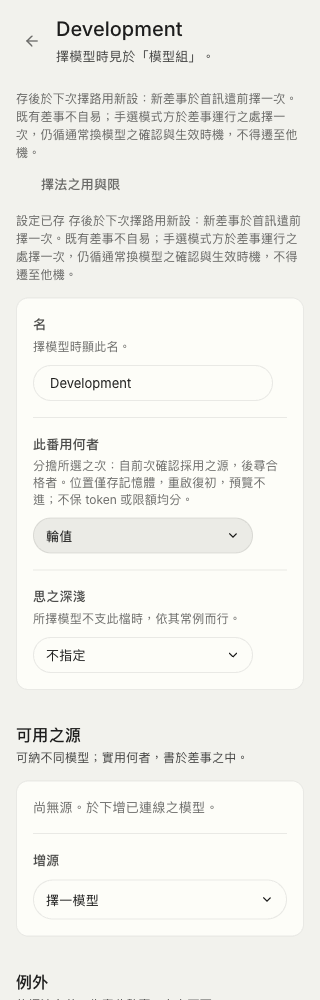 Development
擇模型時見於「模型組」。
存後於下次擇路用新設：新差事於首訊遣前擇一次。
既有差事不自易；手選模式方於差事運行之處擇一
次，仍循通常換模型之確認與生效時機，不得遷至他
機。
擇法之用與限
設定已存 存後於下次擇路用新設：新差事於首訊遣前
擇一次。既有差事不自易；手選模式方於差事運行之
處擇一次，仍循通常換模型之確認與生效時機，不得
遷至他機。
名
擇模型時顯此名。
Development
此番用何者
分擔所選之次：自前次確認採用之源，後尋合
格者。位置僅存記憶體，重啟復初，預覽不
進；不保 token 或限額均分。
輪值
思之深淺
所擇模型不支此檔時，依其常例而行。
不指定
可用之源
可納不同模型；實用何者，書於差事之中。
尚無源。於下增已連線之模型。
增源
擇一模型
例外